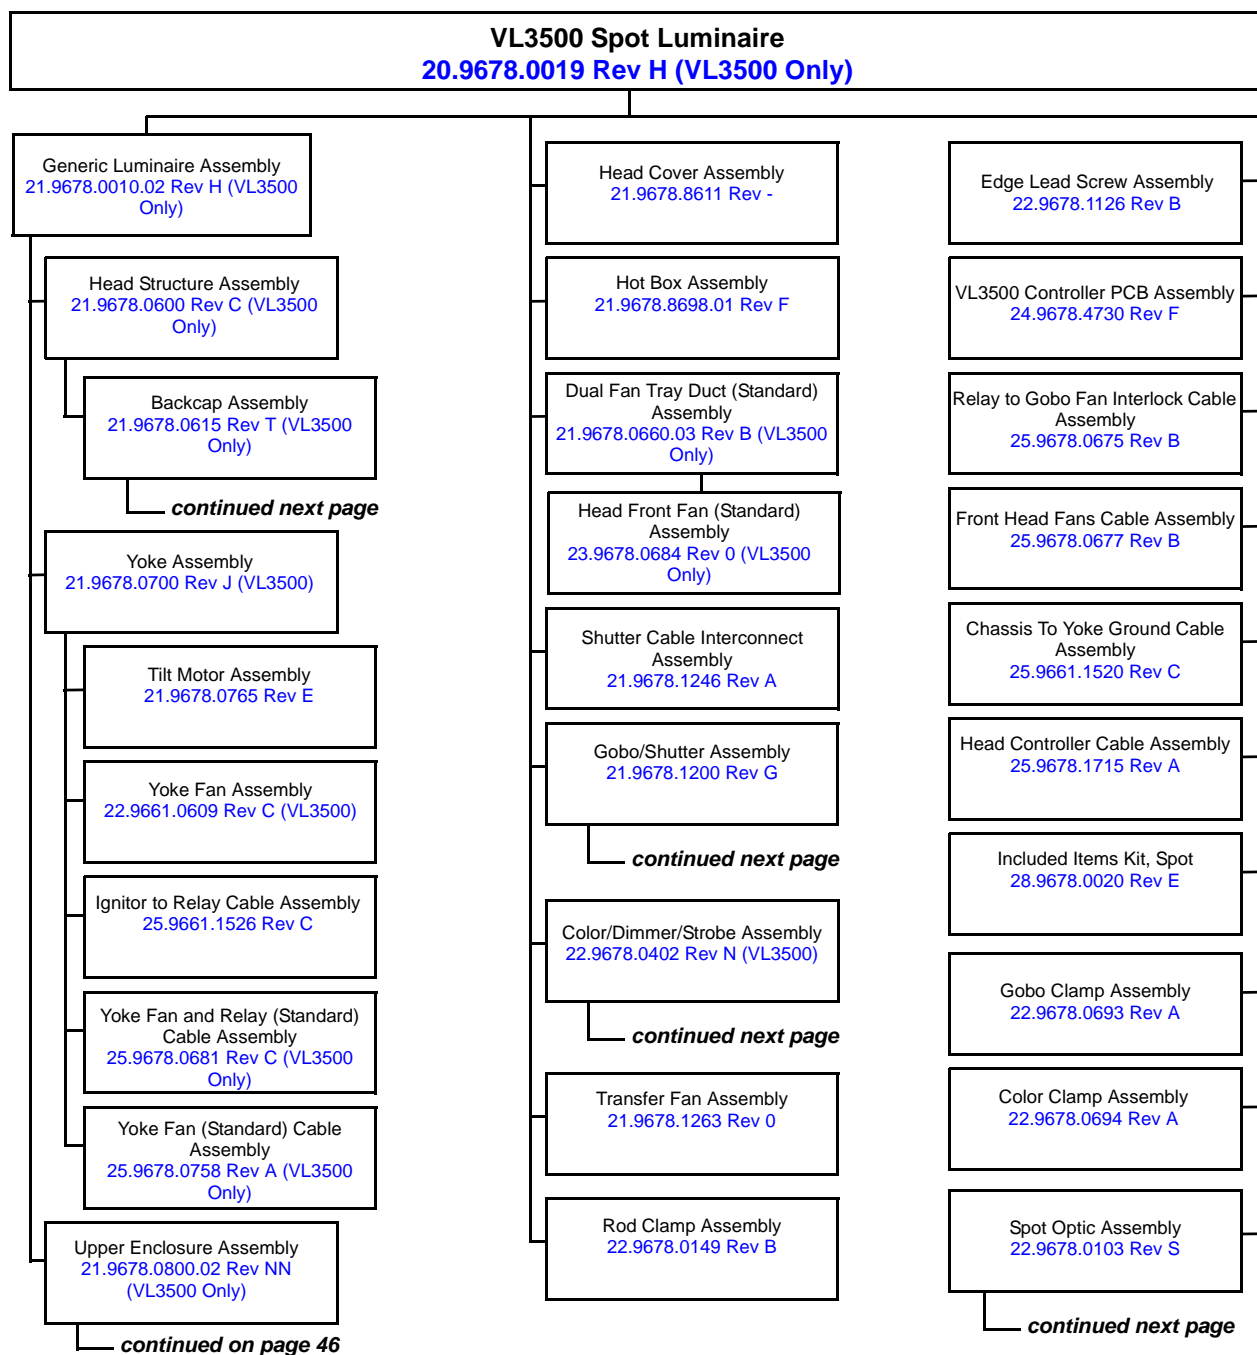 VL3500 Spot Luminaire
20.9678.0019 Rev H (VL3500 Only)
Generic Luminaire Assembly
21.9678.0010.02 Rev H (VL3500
Only)
Head Structure Assembly
21.9678.0600 Rev C (VL3500
Only)
Backcap Assembly
21.9678.0615 Rev T (VL3500
Only)
continued next page
Yoke Assembly
21.9678.0700 Rev J (VL3500)
Tilt Motor Assembly
21.9678.0765 Rev E
Yoke Fan Assembly
22.9661.0609 Rev C (VL3500)
Ignitor to Relay Cable Assembly
25.9661.1526 Rev C
Yoke Fan and Relay (Standard)
Cable Assembly
25.9678.0681 Rev C (VL3500
Only)
Yoke Fan (Standard) Cable
Assembly
25.9678.0758 Rev A (VL3500
Only)
Upper Enclosure Assembly
21.9678.0800.02 Rev NN
(VL3500 Only)
continued on page 46
Head Cover Assembly
21.9678.8611 Rev -
Hot Box Assembly
21.9678.8698.01 Rev F
Dual Fan Tray Duct (Standard)
Assembly
21.9678.0660.03 Rev B (VL3500
Only)
Head Front Fan (Standard)
Assembly
23.9678.0684 Rev 0 (VL3500
Only)
Shutter Cable Interconnect
Assembly
21.9678.1246 Rev A
Gobo/Shutter Assembly
21.9678.1200 Rev G
continued next page
Color/Dimmer/Strobe Assembly
22.9678.0402 Rev N (VL3500)
continued next page
Transfer Fan Assembly
21.9678.1263 Rev 0
Rod Clamp Assembly
22.9678.0149 Rev B
Edge Lead Screw Assembly
22.9678.1126 Rev B
VL3500 Controller PCB Assembly
24.9678.4730 Rev F
Relay to Gobo Fan Interlock Cable
Assembly
25.9678.0675 Rev B
Front Head Fans Cable Assembly
25.9678.0677 Rev B
Chassis To Yoke Ground Cable
Assembly
25.9661.1520 Rev C
Head Controller Cable Assembly
25.9678.1715 Rev A
Included Items Kit, Spot
28.9678.0020 Rev E
Gobo Clamp Assembly
22.9678.0693 Rev A
Color Clamp Assembly
22.9678.0694 Rev A
Spot Optic Assembly
22.9678.0103 Rev S
continued next page